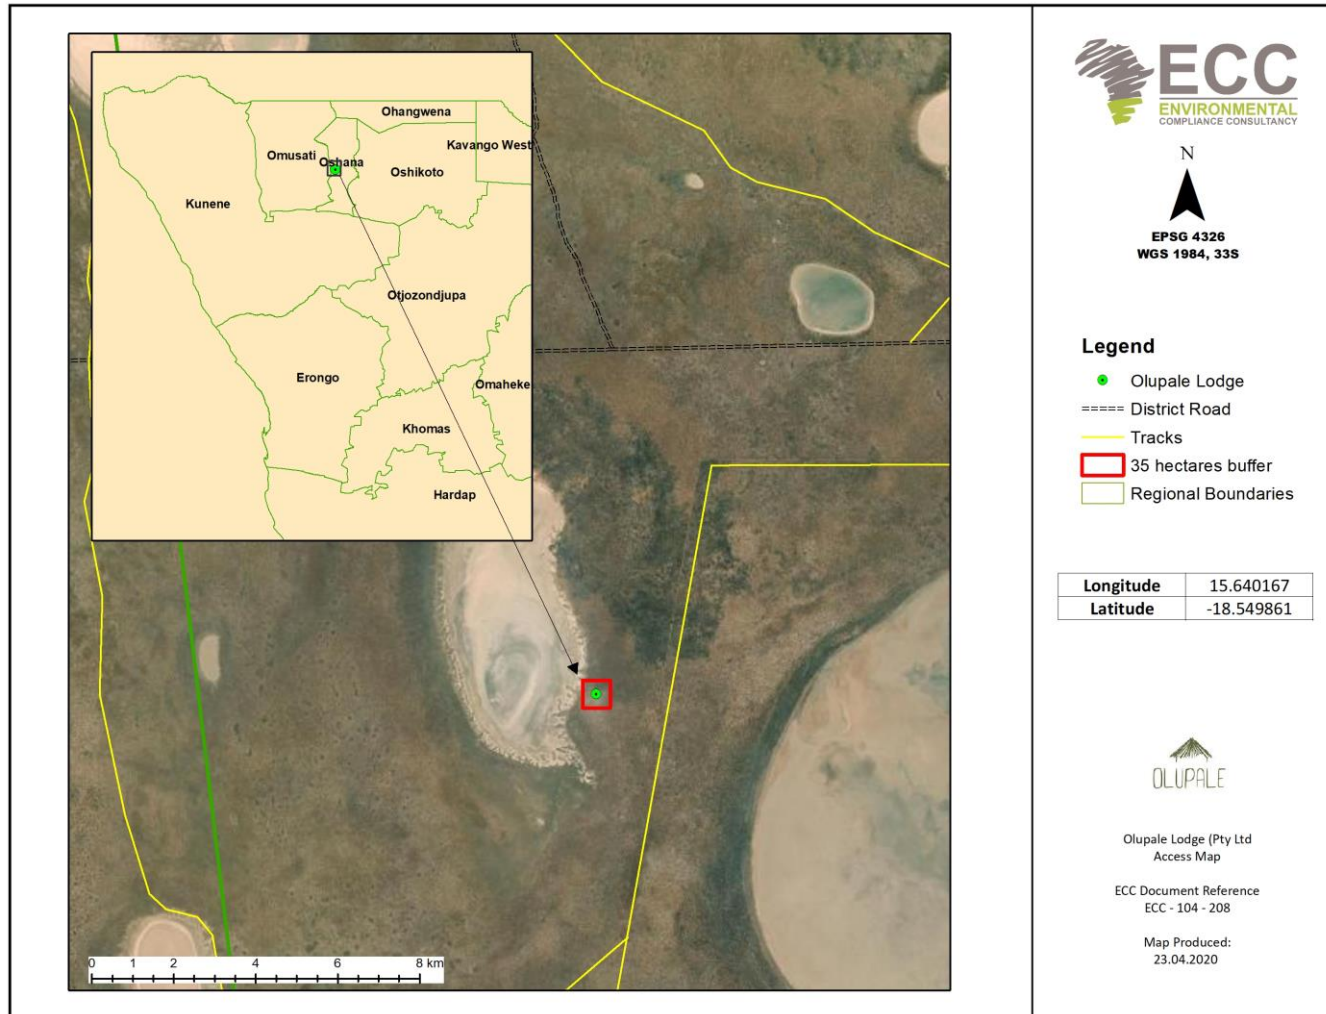 Ohangwena
Kavango West
Omusati
Oshana
Oshikoto
Kunene
Otjozondjupa
Erongo
Omaheke
Khomas
Hardap
0 1 2 4 6 8 km
ECC
ENVIRONMENTAL
COMPLIANCE CONSULTANCY
N
EPSG 4326
WGS 1984, 33S
Legend
Olupale Lodge
District Road
Tracks
35 hectares buffer
Regional Boundaries
Longitude 15.640167
Latitude -18.549861
OLUPALE
Olupale Lodge (Pty Ltd
Access Map
ECC Document Reference
ECC - 104 - 208
Map Produced:
23.04.2020